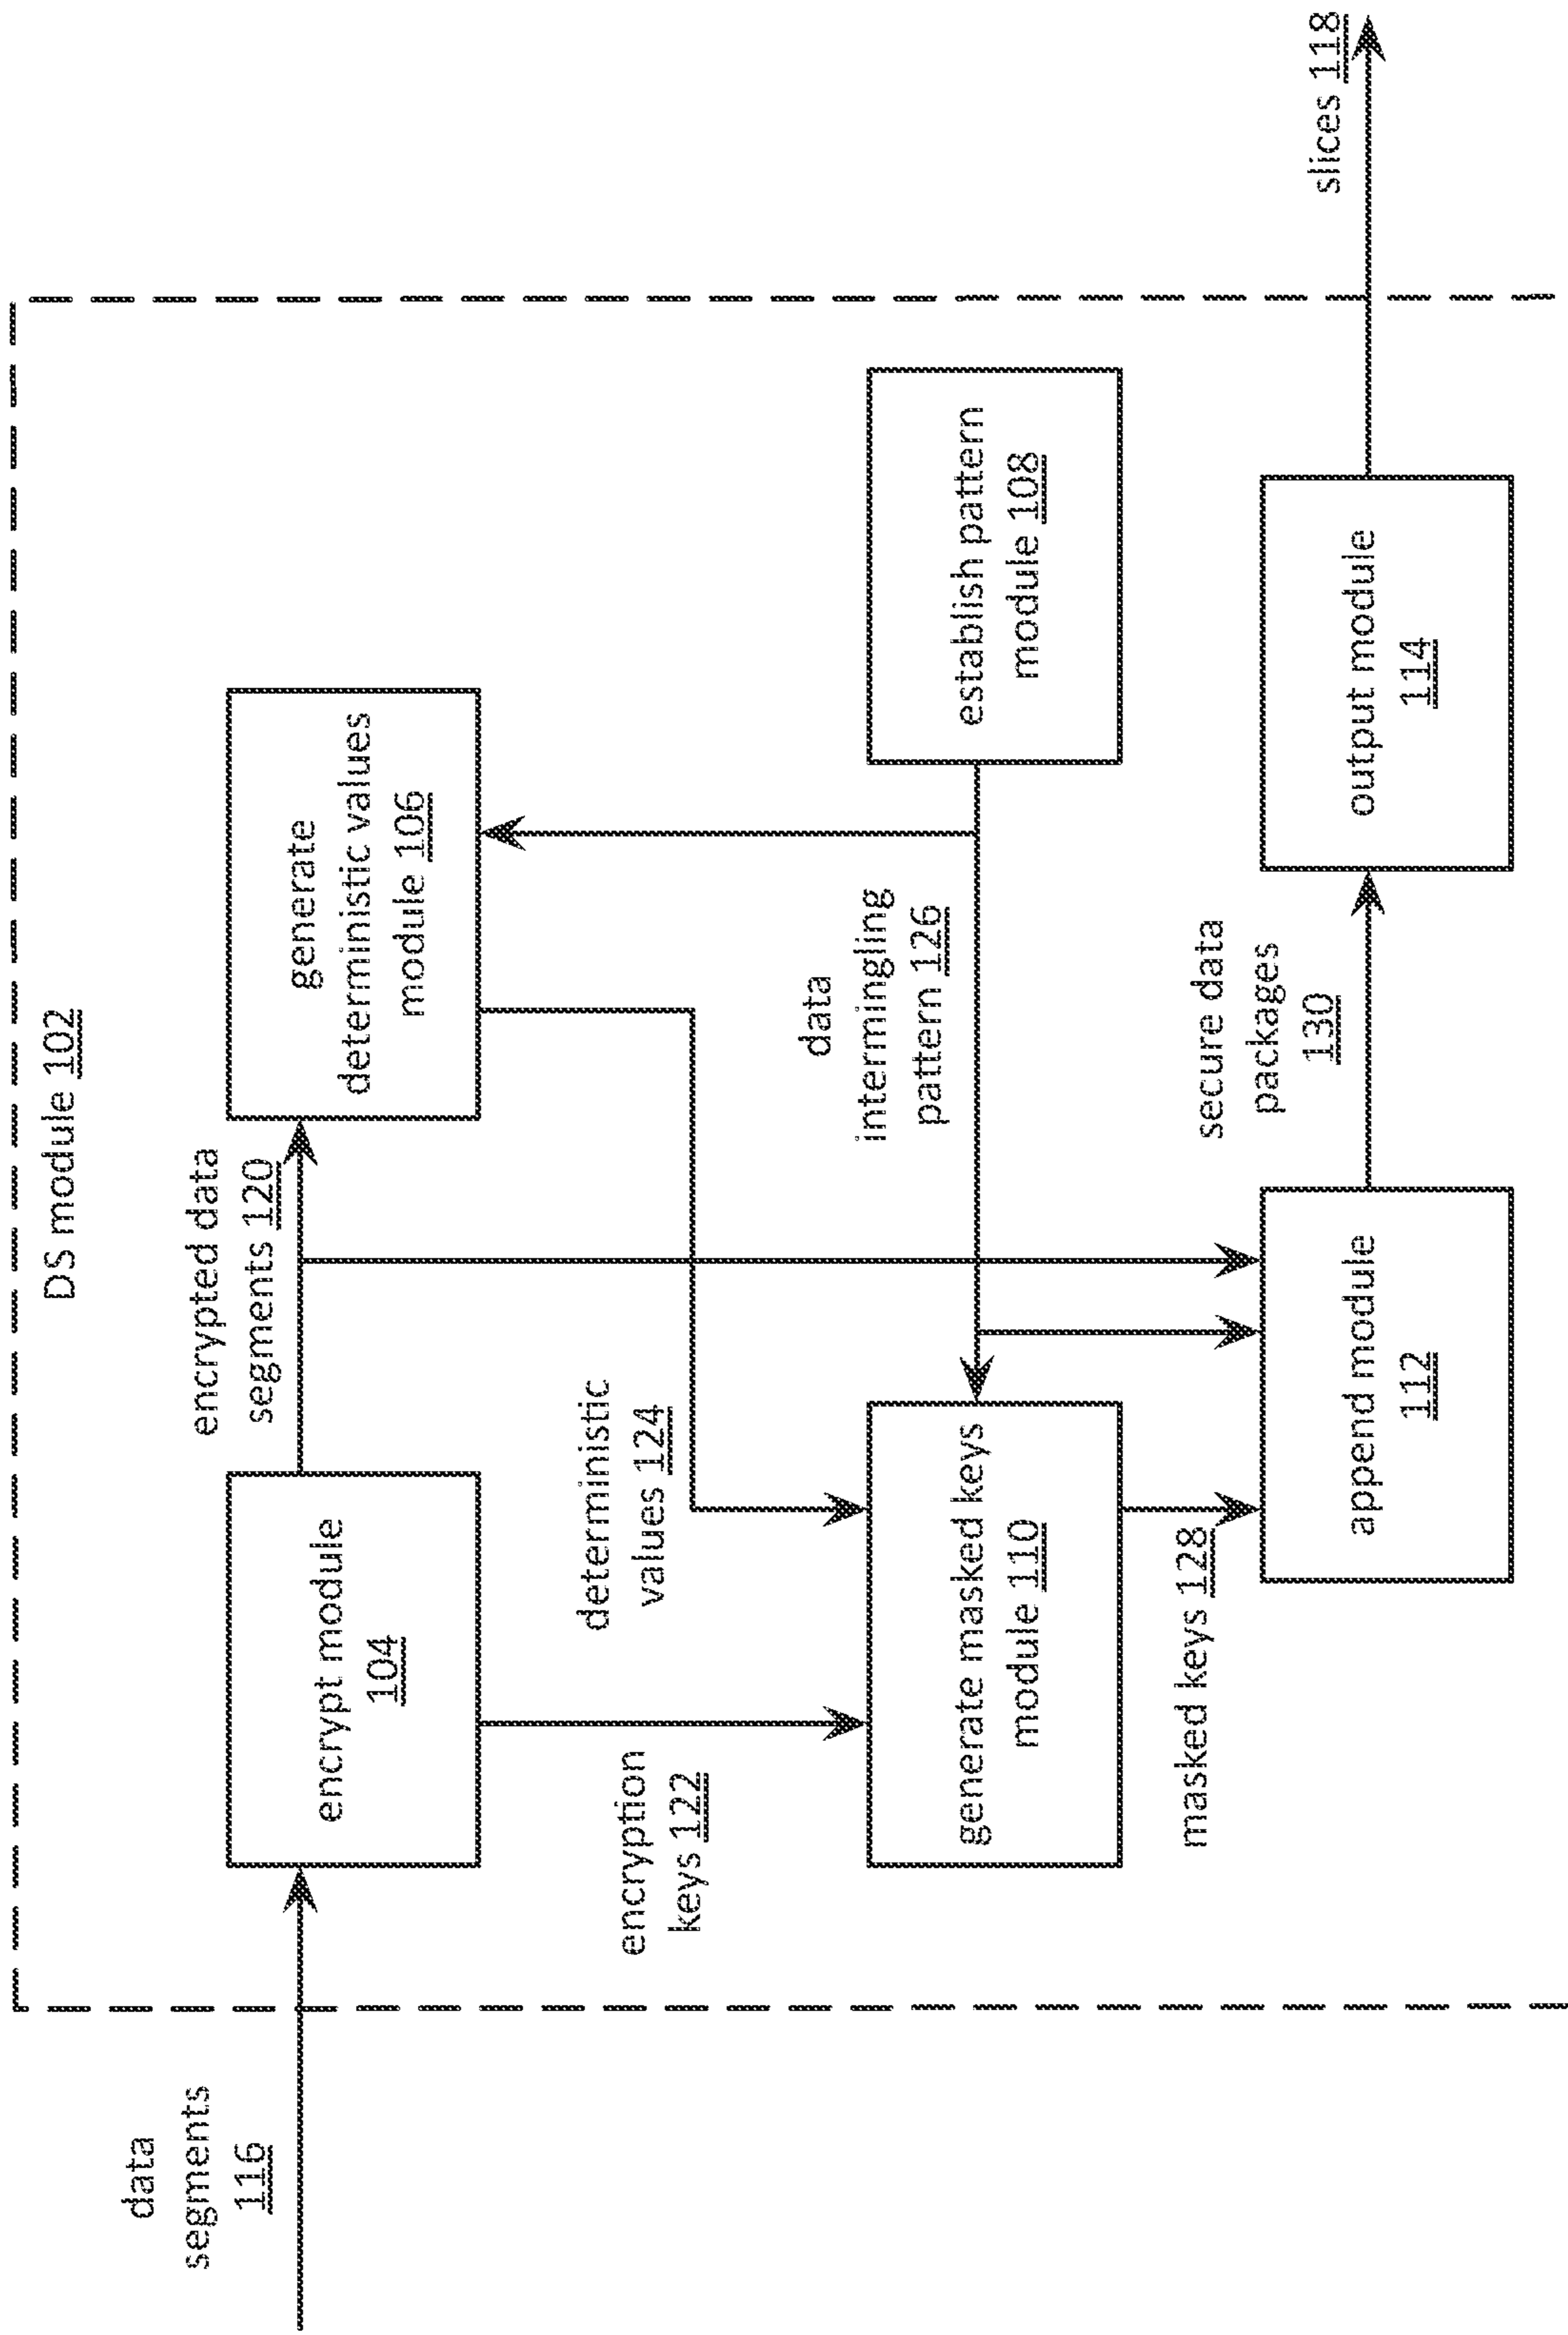 DS module 102
data
segments
116
encrypt module
104
encrypted data
segments 120
generate
deterministic values
module 106
encryption
keys 122
deterministic
values 124
data
intermingling
pattern 126
generate masked keys
module 110
establish pattern
module 108
masked keys 128
secure data
packages
130
append module
112
output module
114
slices 118